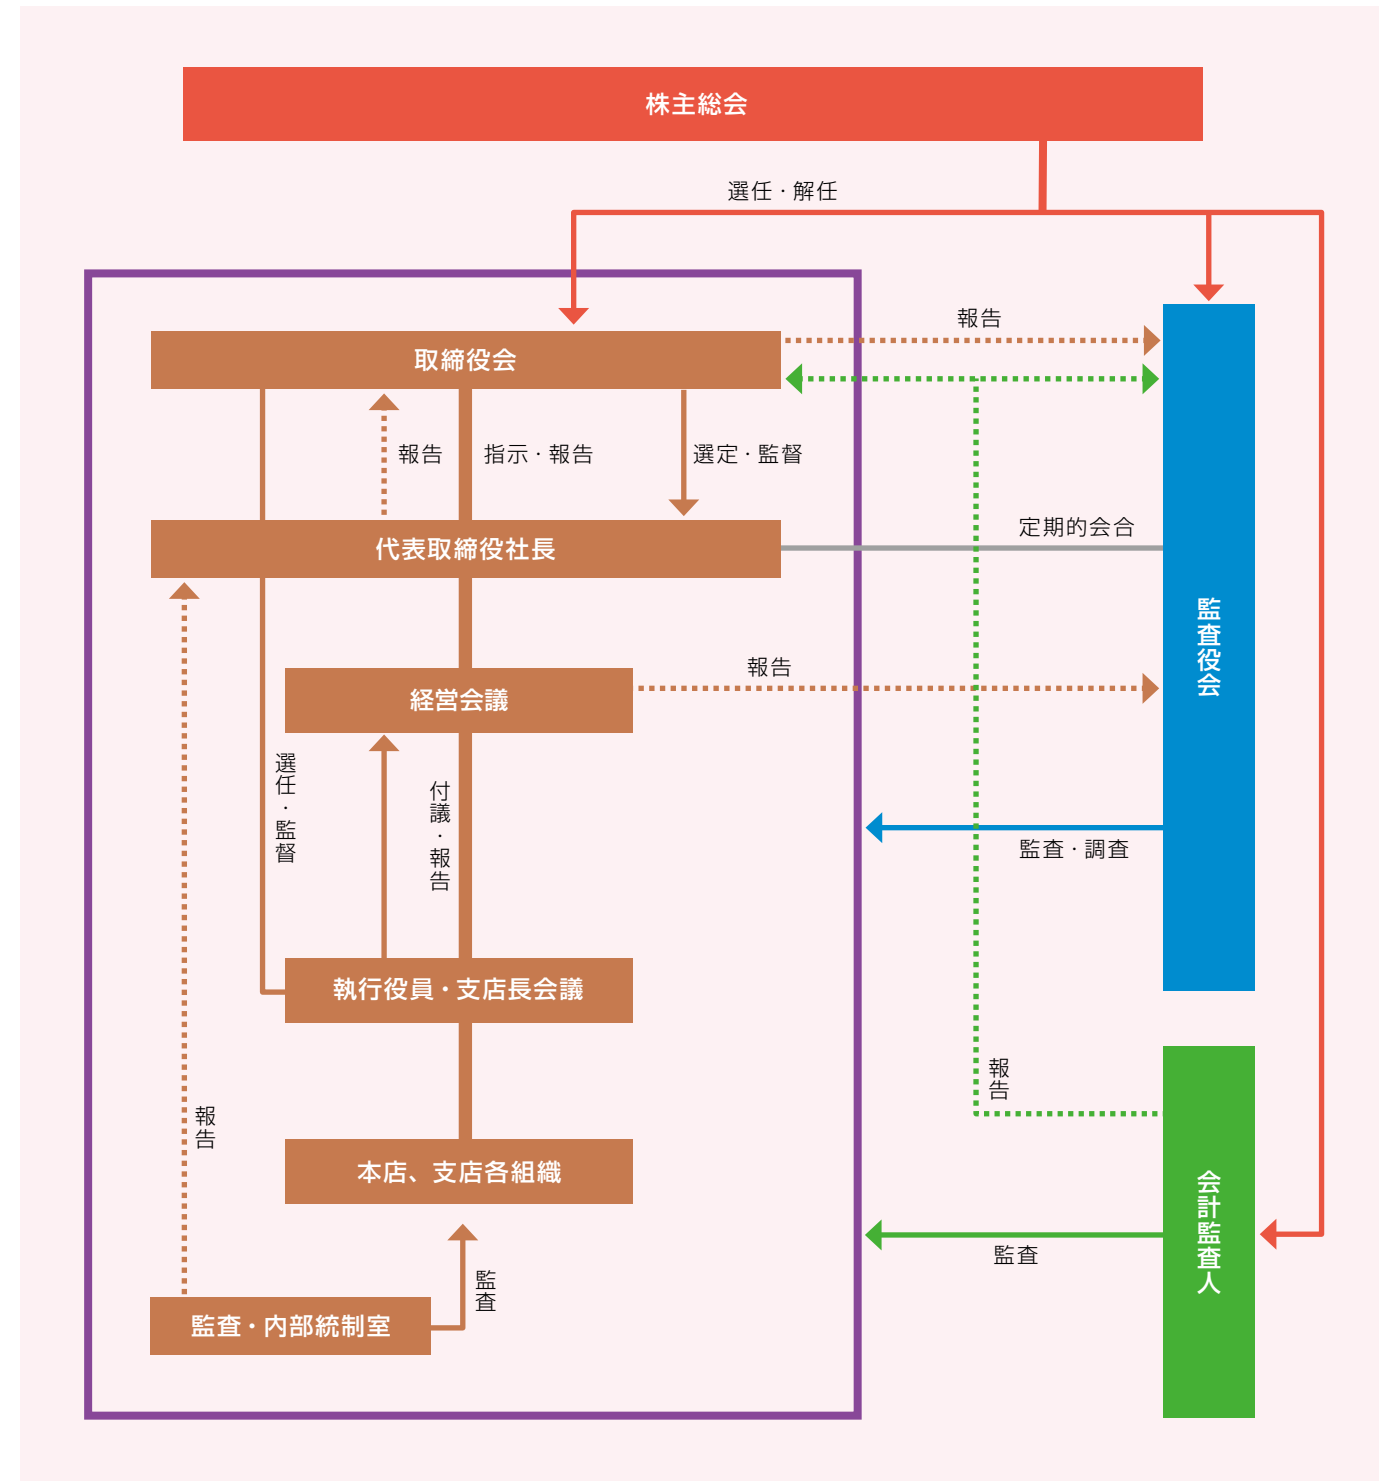 株主総会
選任・解任
取締役会
報告
報告
指示・報告
選定・監督
代表取締役社長
定期的会合
経営会議
報告
監査役会
選任・監督
付議・報告
監査・調査
執行役員・支店長会議
報告
報告
本店、支店各組織
会計監査人
監査
監査
監査・内部統制室